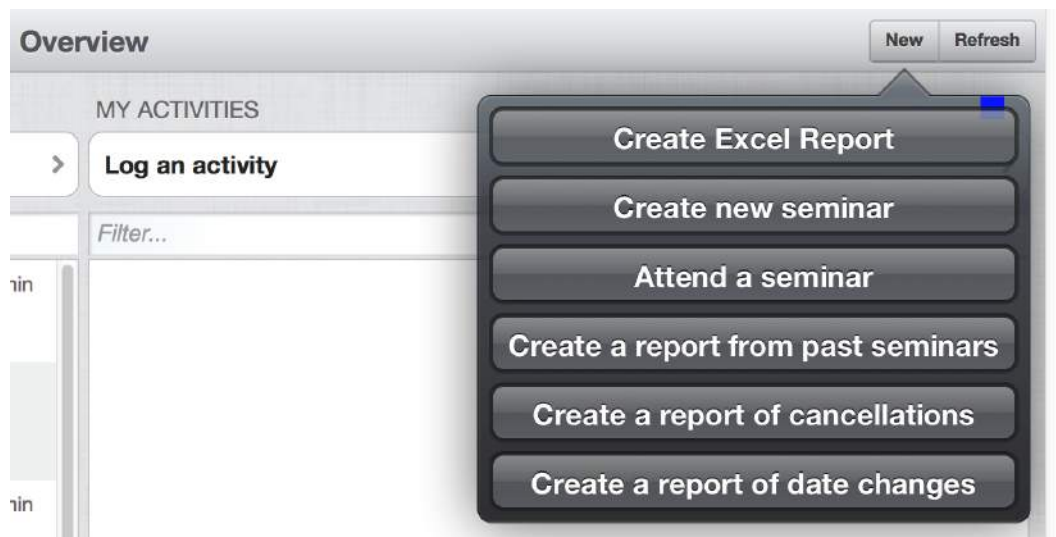 Overview
New
Refresh
MY ACTIVITIES
Log an activity
Filter...
Create Excel Report
Create new seminar
Attend a seminar
Create a report from past seminars
Create a report of cancellations
Create a report of date changes